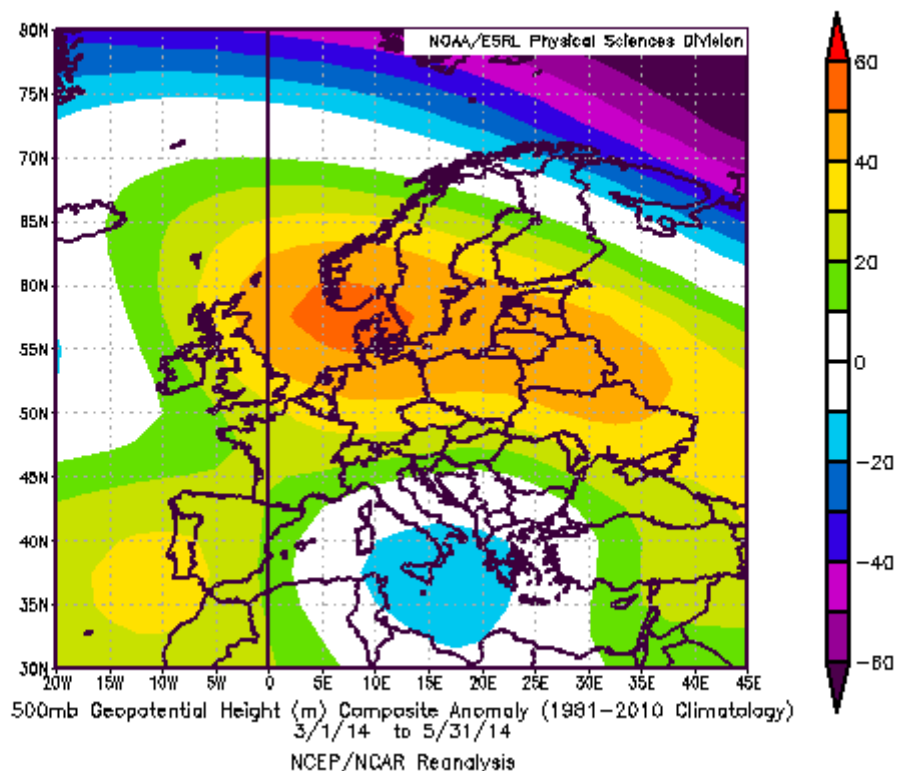 NOAA/ESRL Physical Sciences Division
80N
75N
70N
65N
60N
55N
50N
45N
40N
35N
30N
20W 15W 10W 5W 0 5E 10E 15E 20E 25E 30E 35E 40E 45E
60
40
20
0
-20
-40
-60
500mb Geopotential Height (m) Composite Anomaly (1981-2010 Climatology)
3/1/14 to 5/31/14
NCEP/NCAR Reanalysis